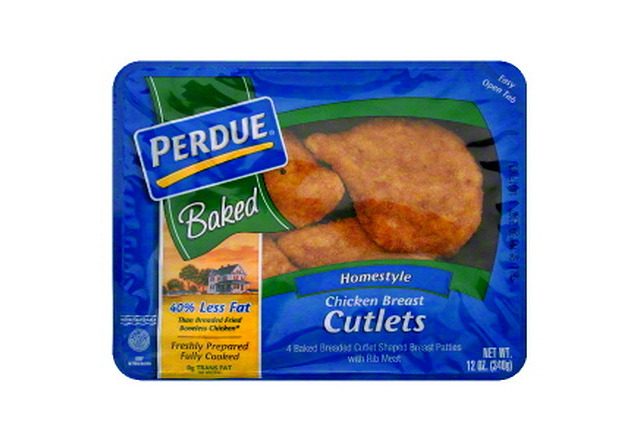 Easy
Open Tab
PERDUE®
Baked
Homestyle
Chicken Breast
Cutlets
4 Baked Breaded Cutlet Shaped Breast Patties
with Rib Meat
40% Less Fat
Than Breaded Fried
Boneless Chicken*
Freshly Prepared
Fully Cooked
0g TRANS FAT
NET WT.
12 OZ. (340g)